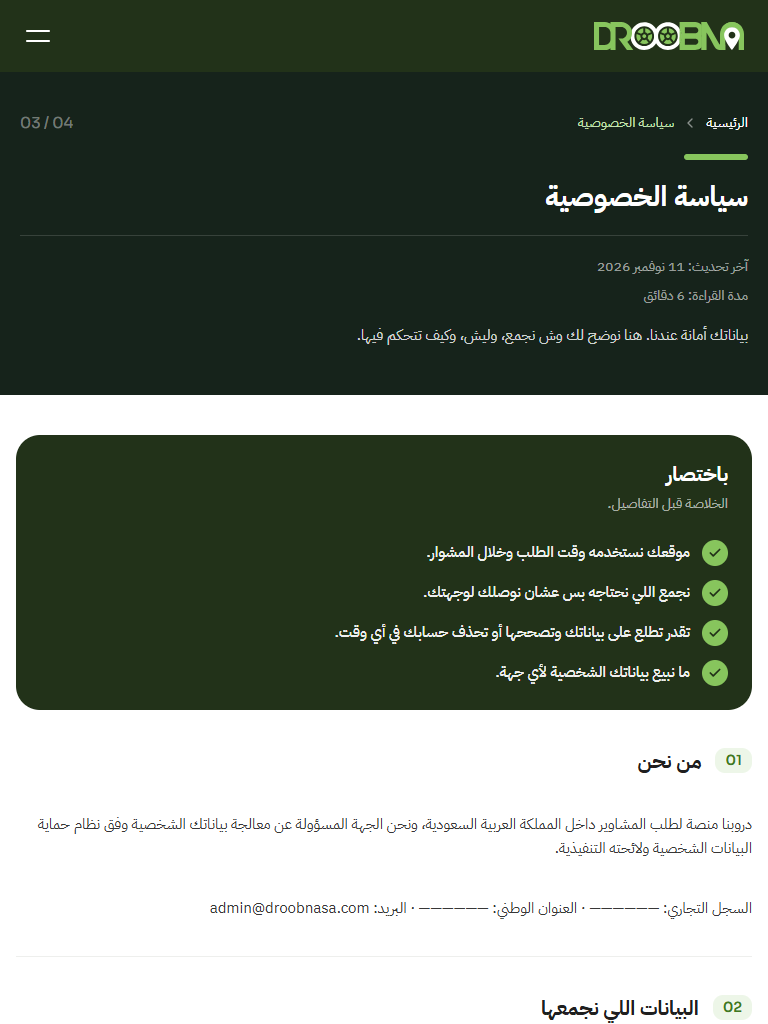 DROOBNA
الرئيسية > سياسة الخصوصية
03 / 04
سياسة الخصوصية
آخر تحديث: 11 نوفمبر 2026
مدة القراءة: 6 دقائق
بياناتك أمانة عندنا. هنا نوضح لك وش نجمع، وليش، وكيف تتحكم فيها.
باختصار
الخلاصة قبل التفاصيل.
موقعك نستخدمه وقت الطلب وخلال المشوار.
نجمع اللي نحتاجه بس عشان نوصلك لوجهتك.
تقدر تطلع على بياناتك وتصححها أو تحذف حسابك في أي وقت.
ما نبيع بياناتك الشخصية لأي جهة.
01 من نحن
دروبنا منصة لطلب المشاوير داخل المملكة العربية السعودية، ونحن الجهة المسؤولة عن معالجة بياناتك الشخصية وفق نظام حماية
البيانات الشخصية ولائحته التنفيذية.
السجل التجاري: —————— · العنوان الوطني: —————— · البريد: admin@droobnasa.com
02 البيانات اللي نجمعها